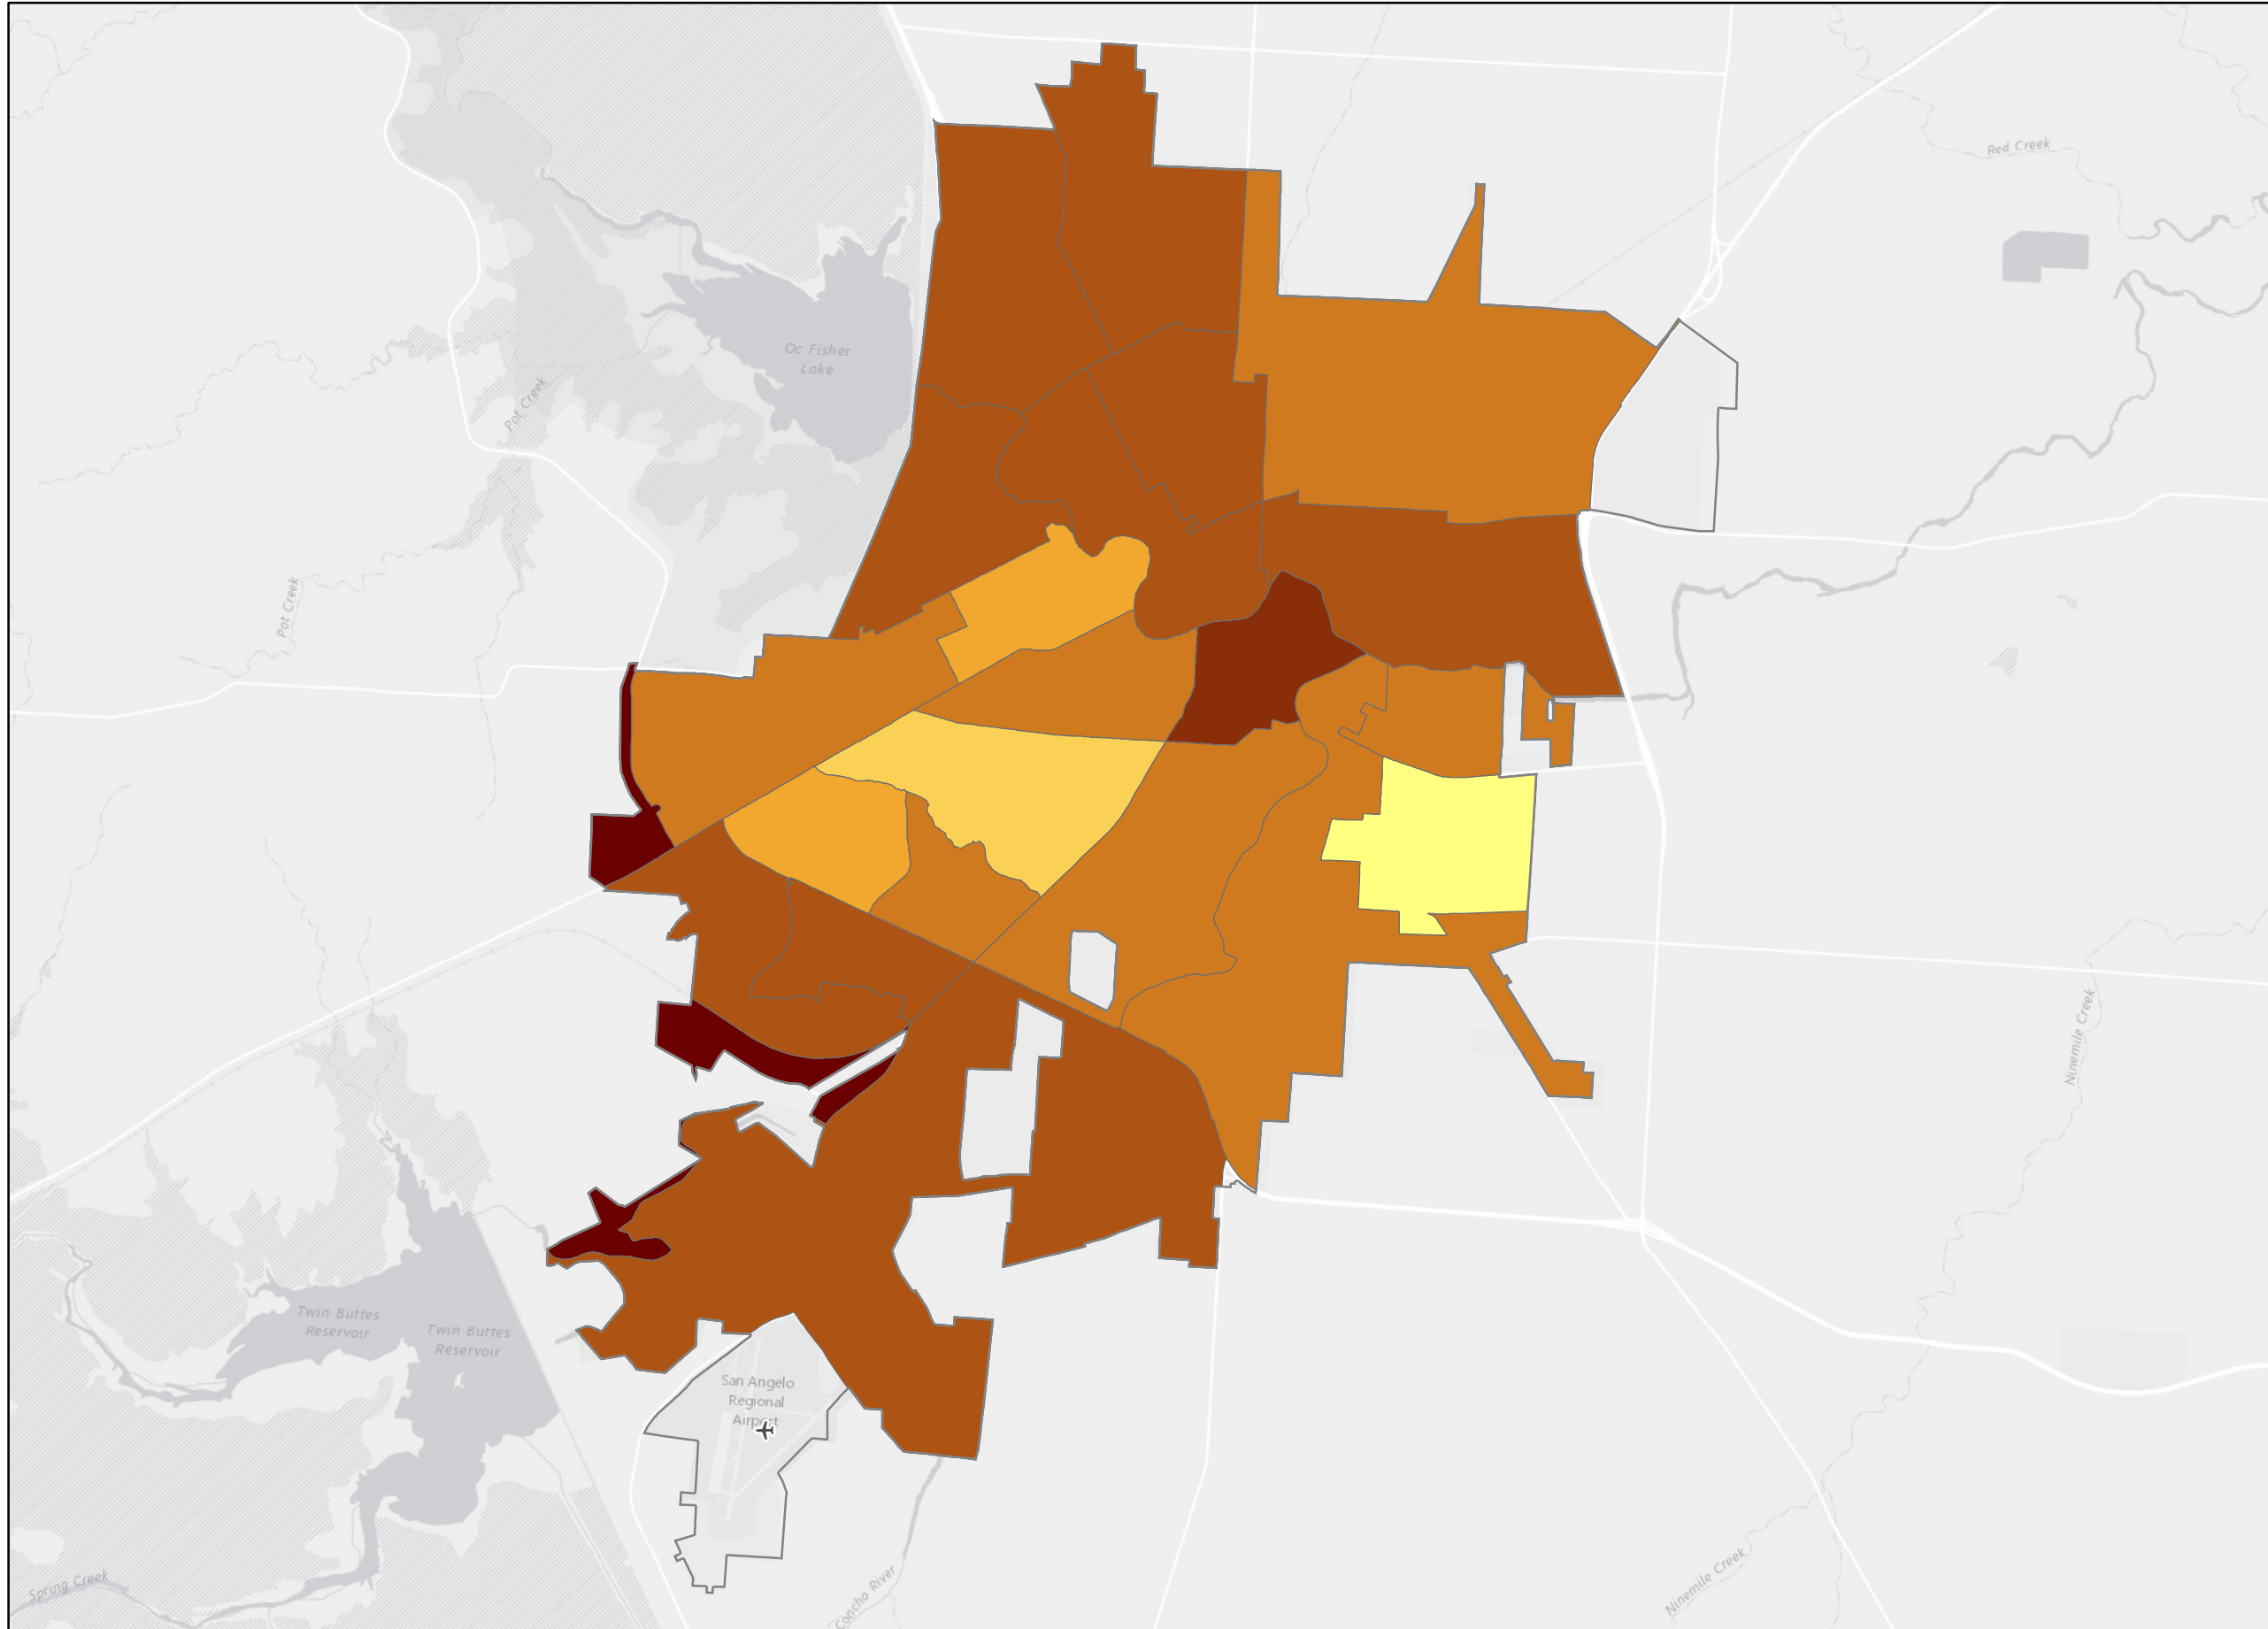 Red Creek
Oc Fisher
Lake
Pot Creek
Pot Creek
Ninemile Creek
Twin Buttes
Reservoir
Twin Buttes
Reservoir
San Angelo
Regional
Airport
Spring Creek
Concho River
Ninemile Creek